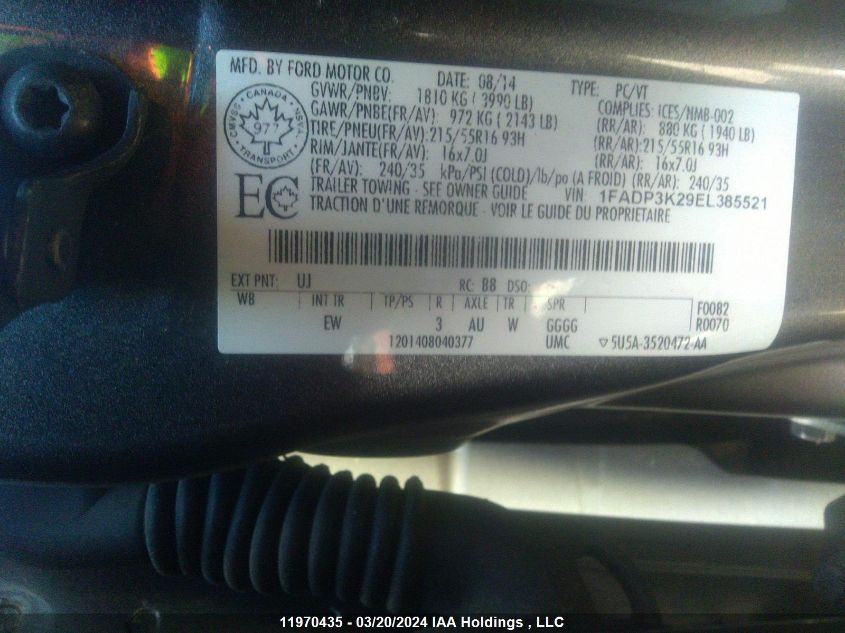 MFD. BY FORD MOTOR CO. DATE: 08/14 TYPE: PC/VT
GVWR/PNBV: 1810 KG ( 3990 LB) COMPLIES: ICES/NMB-002
GAWR/PNBE(FR/AV): 972 KG ( 2143 LB) (RR/AR): 880 KG ( 1940 LB)
TIRE/PNEU(FR/AV): 215/55R16 93H (RR/AR): 215/55R16 93H
RIM/JANTE(FR/AV): 16x7.0J (RR/AR): 16x7.0J
(FR/AV): 240/35 kPa/PSI (COLD)/lb/po (A FROID) (RR/AR): 240/35
TRAILER TOWING - SEE OWNER GUIDE VIN: 1FADP3K29EL385521
TRACTION D'UNE REMORQUE - VOIR LE GUIDE DU PROPRIETAIRE
CANADA
CMVSS NSVAC
977
TRANSPORT
EC
EXT PNT: UJ RC: 88 DSO:
WB INT TR TP/PS R AXLE TR SPR F0082
EW 3 AU W GGGG R0070
1201408040377 UMC ▽5U5A-3520472-AA
11970435 - 03/20/2024 IAA Holdings , LLC